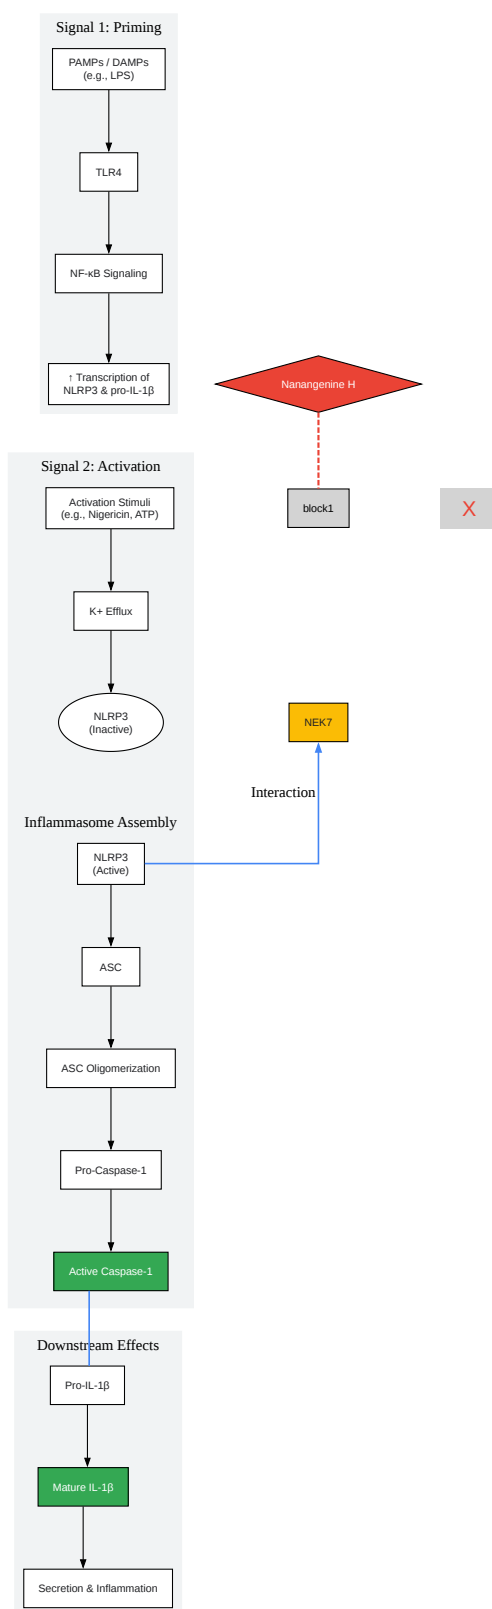 Signal 1: Priming
PAMPs / DAMPs
(e.g., LPS)
TLR4
NF-κB Signaling
↑ Transcription of
NLRP3 & pro-IL-1β
Nanangenine H
Signal 2: Activation
Activation Stimuli
(e.g., Nigericin, ATP)
block1
X
K+ Efflux
NLRP3
(Inactive)
NEK7
Interaction
Inflammasome Assembly
NLRP3
(Active)
ASC
ASC Oligomerization
Pro-Caspase-1
Active Caspase-1
Downstream Effects
Pro-IL-1β
Mature IL-1β
Secretion & Inflammation